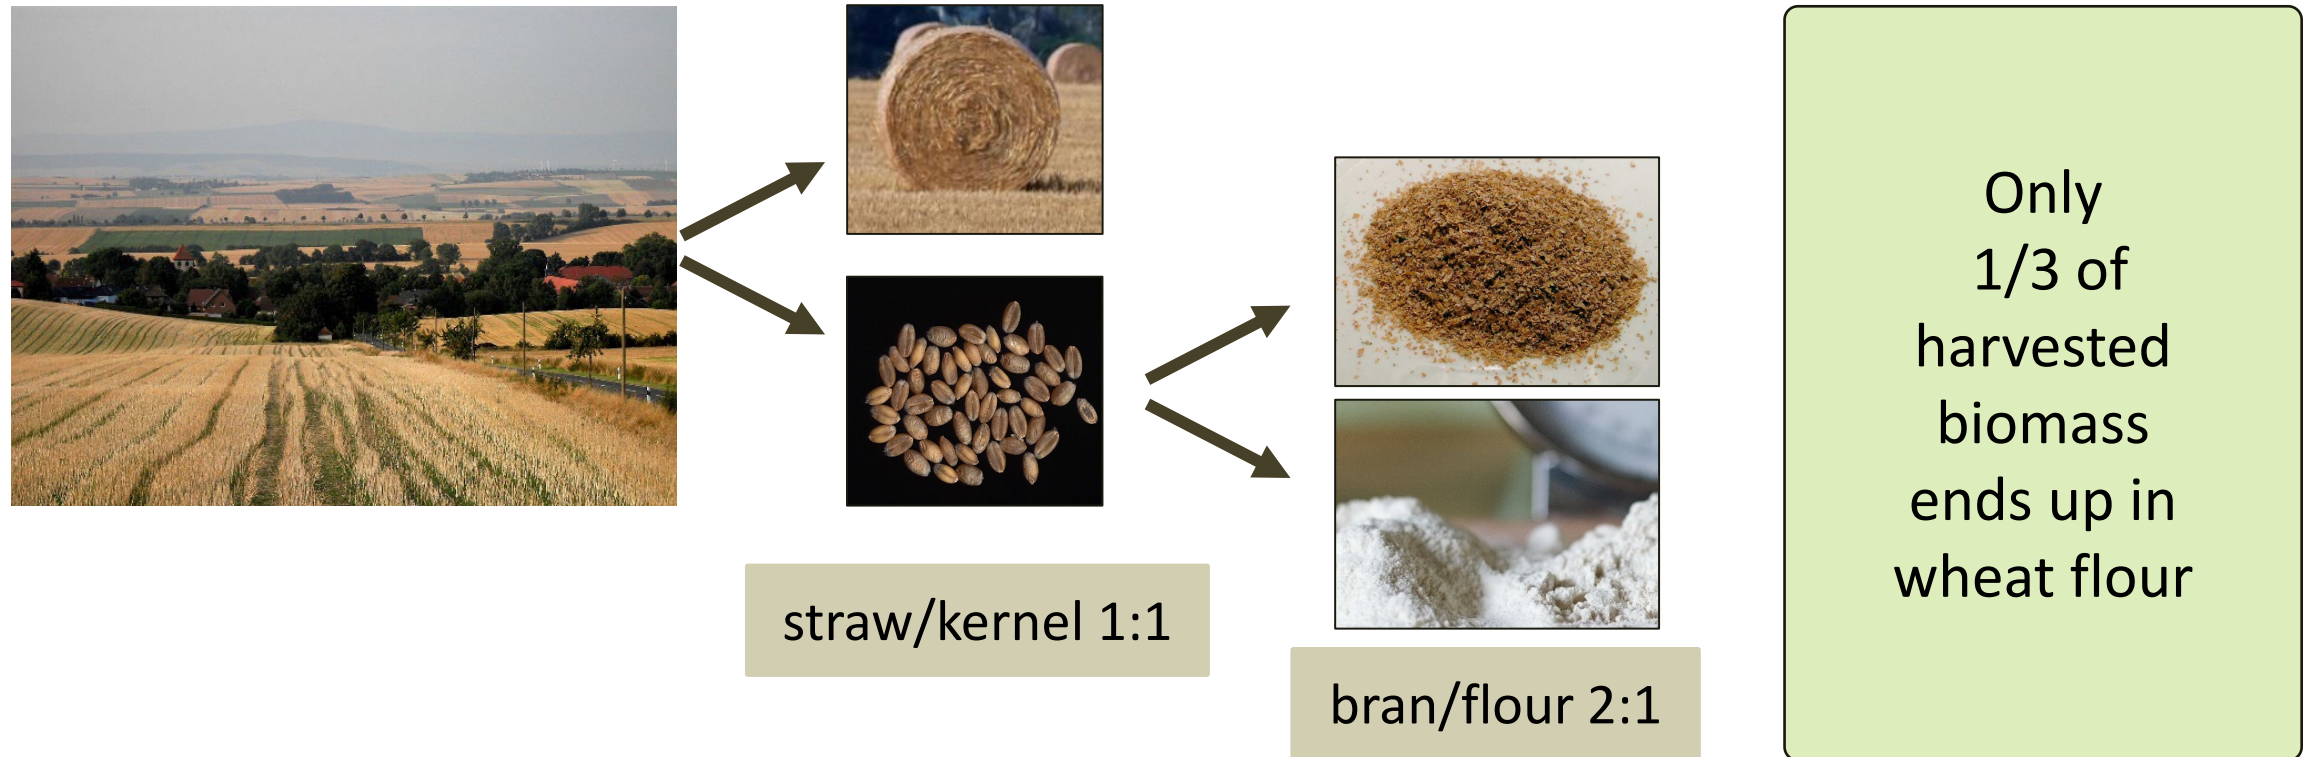 straw/kernel 1:1
bran/flour 2:1
Only
1/3 of
harvested
biomass
ends up in
wheat flour